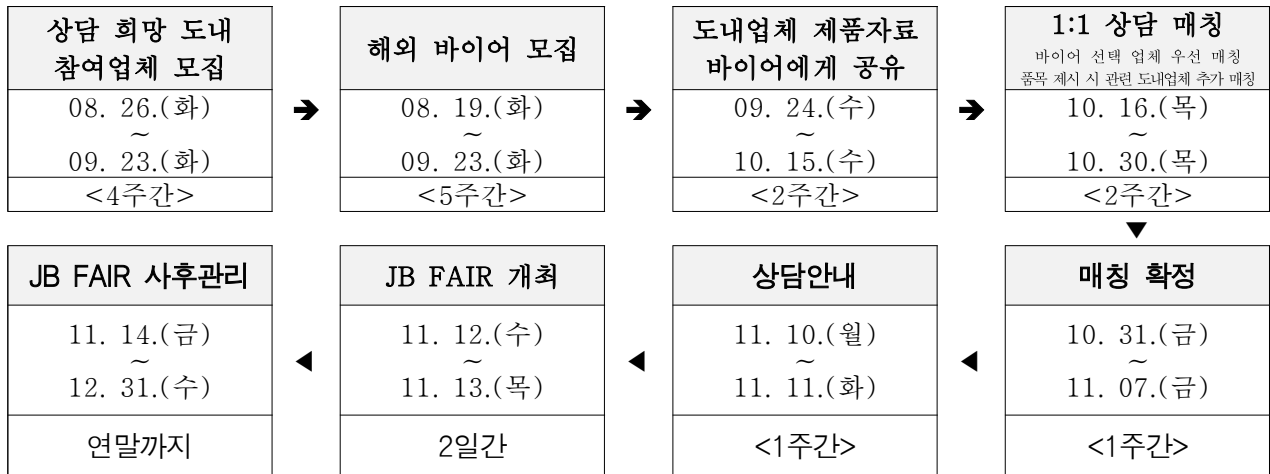 상담 희망 도내
참여업체 모집
08. 26.(화)
~
09. 23.(화)
<4주간>
➔
해외 바이어 모집
08. 19.(화)
~
09. 23.(화)
<5주간>
➔
도내업체 제품자료
바이어에게 공유
09. 24.(수)
~
10. 15.(수)
<2주간>
➔
1:1 상담 매칭
바이어 선택 업체 우선 매칭
품목 제시 시 관련 도내업체 추가 매칭
10. 16.(목)
~
10. 30.(목)
<2주간>
▼
매칭 확정
10. 31.(금)
~
11. 07.(금)
<1주간>
◀
상담안내
11. 10.(월)
~
11. 11.(화)
<1주간>
◀
JB FAIR 개최
11. 12.(수)
~
11. 13.(목)
2일간
◀
JB FAIR 사후관리
11. 14.(금)
~
12. 31.(수)
연말까지